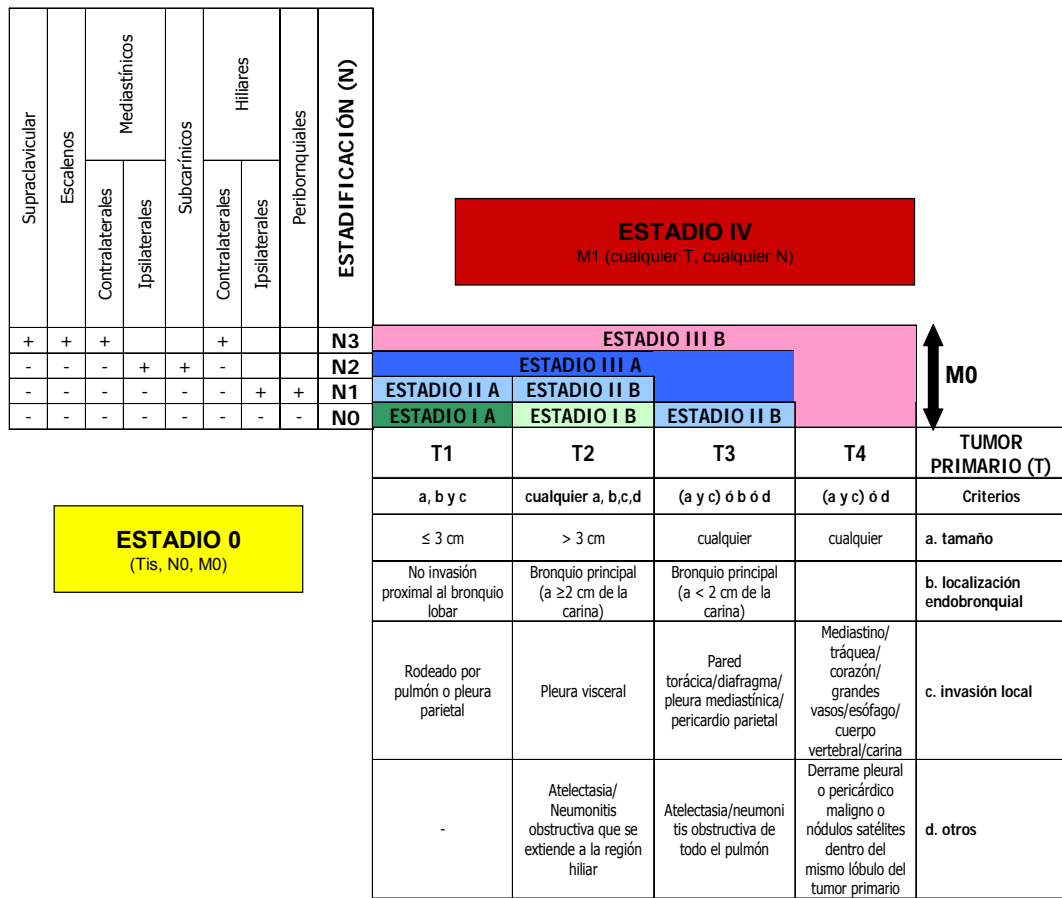 Supraclavicular
Escalenos
Mediastínicos
Contralaterales
Ipsilaterales
Subcarínicos
Hiliares
Contralaterales
Ipsilaterales
Peribornquiales
ESTADIFICACIÓN (N)
ESTADIO IV
M1 (cualquier T, cualquier N)
+ + + + N3 ESTADIO III B
- - - + + - N2 ESTADIO III A
- - - - - - + + N1 ESTADIO II A ESTADIO II B
- - - - - - - - N0 ESTADIO I A ESTADIO I B ESTADIO II B
M0
T1 T2 T3 T4 TUMOR
PRIMARIO (T)
a, b y c cualquier a, b,c,d (a y c) ó b ó d (a y c) ó d Criterios
ESTADIO 0
(Tis, N0, M0)
≤ 3 cm > 3 cm cualquier cualquier a. tamaño
No invasión
proximal al bronquio
lobar
Bronquio principal
(a ≥2 cm de la
carina)
Bronquio principal
(a < 2 cm de la
carina)
b. localización
endobronquial
Rodeado por
pulmón o pleura
parietal
Pleura visceral
Pared
torácica/diafragma/
pleura mediastínica/
pericardio parietal
Mediastino/
tráquea/
corazón/
grandes
vasos/esófago/
cuerpo
vertebral/carina
c. invasión local
-
Atelectasia/
Neumonitis
obstructiva que se
extiende a la región
hiliar
Atelectasia/neumoni
tis obstructiva de
todo el pulmón
Derrame pleural
o pericárdico
maligno o
nódulos satélites
dentro del
mismo lóbulo del
tumor primario
d. otros